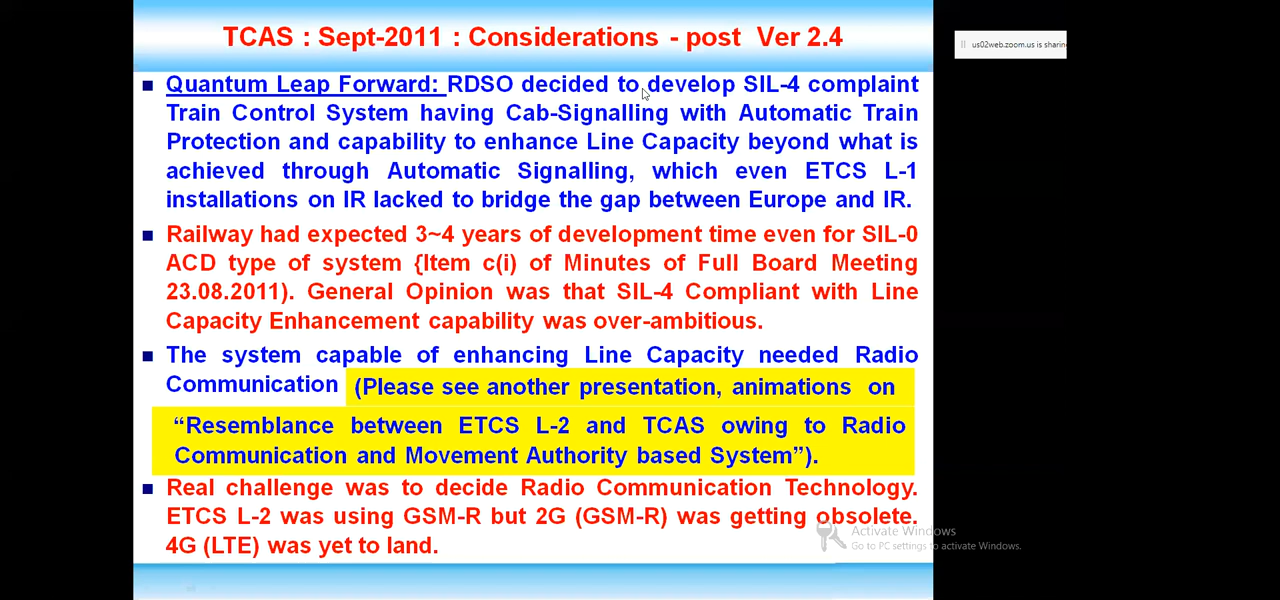 TCAS : Sept-2011 : Considerations - post Ver 2.4
us02web.zoom.us is sharin
Quantum Leap Forward: RDSO decided to develop SIL-4 complaint
Train Control System having Cab-Signalling with Automatic Train
Protection and capability to enhance Line Capacity beyond what is
achieved through Automatic Signalling, which even ETCS L-1
installations on IR lacked to bridge the gap between Europe and IR.
Railway had expected 3~4 years of development time even for SIL-0
ACD type of system {Item c(i) of Minutes of Full Board Meeting
23.08.2011). General Opinion was that SIL-4 Compliant with Line
Capacity Enhancement capability was over-ambitious.
The system capable of enhancing Line Capacity needed Radio
Communication (Please see another presentation, animations on
“Resemblance between ETCS L-2 and TCAS owing to Radio
Communication and Movement Authority based System”).
Real challenge was to decide Radio Communication Technology.
ETCS L-2 was using GSM-R but 2G (GSM-R) was getting obsolete.
4G (LTE) was yet to land.
Activate Windows
Go to PC settings to activate Windows.